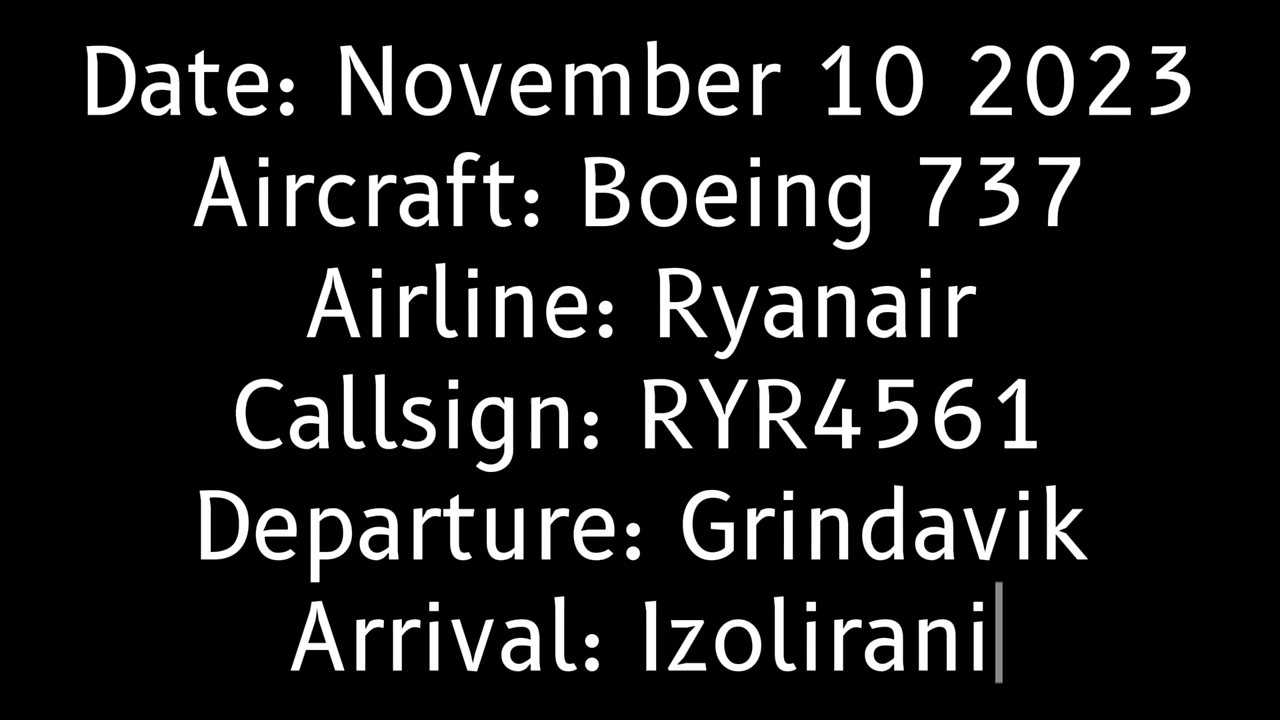 Date: November 10 2023
Aircraft: Boeing 737
Airline: Ryanair
Callsign: RYR4561
Departure: Grindavik
Arrival: Izolirani